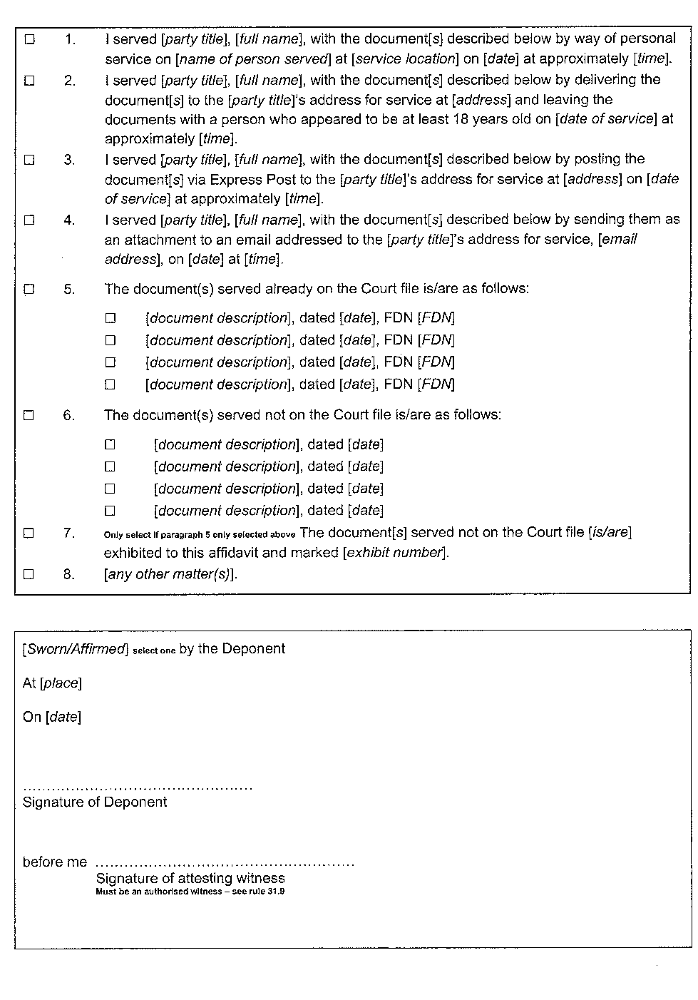 ☐ 1. I served [party title], [full name], with the document[s] described below by way of personal
service on [name of person served] at [service location] on [date] at approximately [time].
☐ 2. I served [party title], [full name], with the document[s] described below by delivering the
document[s] to the [party title]'s address for service at [address] and leaving the
documents with a person who appeared to be at least 18 years old on [date of service] at
approximately [time].
☐ 3. I served [party title], [full name], with the document[s] described below by posting the
document[s] via Express Post to the [party title]'s address for service at [address] on [date
of service] at approximately [time].
☐ 4. I served [party title], [full name], with the document[s] described below by sending them as
an attachment to an email addressed to the [party title]'s address for service, [email
address], on [date] at [time].
☐ 5. The document(s) served already on the Court file is/are as follows:
☐ [document description], dated [date], FDN [FDN]
☐ [document description], dated [date], FDN [FDN]
☐ [document description], dated [date], FDN [FDN]
☐ [document description], dated [date], FDN [FDN]
☐ 6. The document(s) served not on the Court file is/are as follows:
☐ [document description], dated [date]
☐ [document description], dated [date]
☐ [document description], dated [date]
☐ [document description], dated [date]
☐ 7. Only select if paragraph 5 only selected above The document[s] served not on the Court file [is/are]
exhibited to this affidavit and marked [exhibit number].
☐ 8. [any other matter(s)].
[Sworn/Affirmed] select one by the Deponent
At [place]
On [date]
................................................
Signature of Deponent
before me ......................................................
Signature of attesting witness
Must be an authorised witness – see rule 31.9